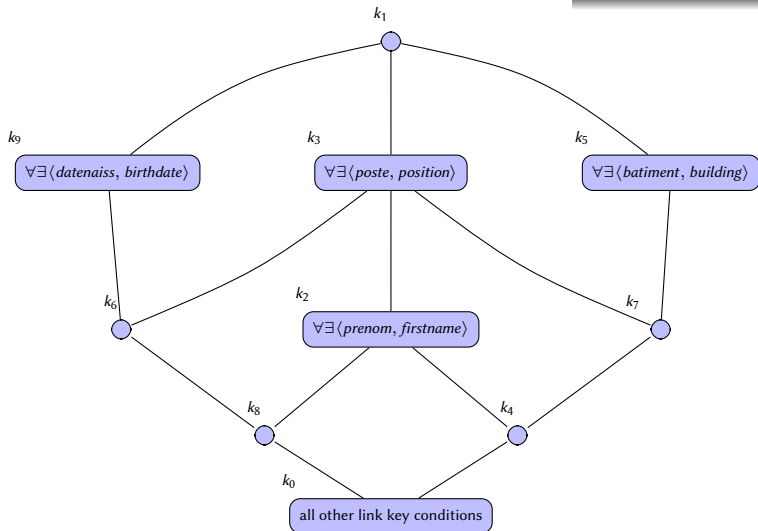 k₁
k₉
k₃
k₅
∀∃⟨datenaiss, birthdate⟩
∀∃⟨poste, position⟩
∀∃⟨batiment, building⟩
k₆
k₂
k₇
∀∃⟨prenom, firstname⟩
k₈
k₄
k₀
all other link key conditions